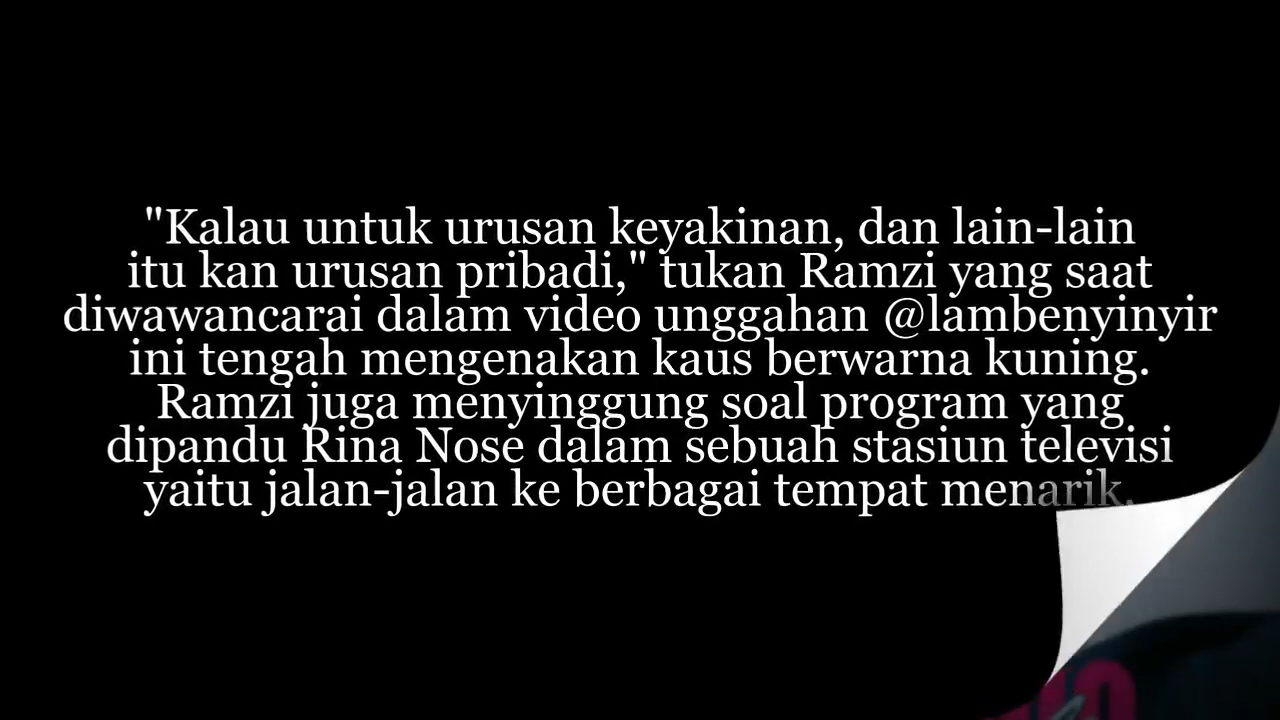 "Kalau untuk urusan keyakinan, dan lain-lain
itu kan urusan pribadi," tukan Ramzi yang saat
diwawancarai dalam video unggahan @lambenyinyir
ini tengah mengenakan kaus berwarna kuning.
Ramzi juga menyinggung soal program yang
dipandu Rina Nose dalam sebuah stasiun televisi
yaitu jalan-jalan ke berbagai tempat menarik.